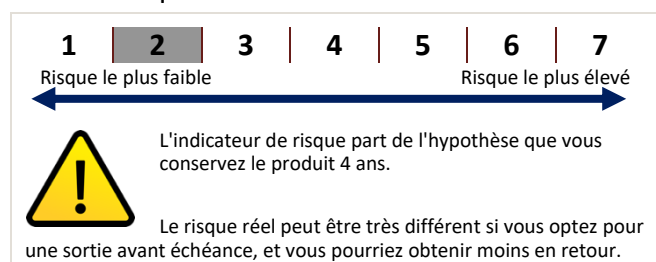 1 2 3 4 5 6 7
Risque le plus faible Risque le plus élevé
L'indicateur de risque part de l'hypothèse que vous
conservez le produit 4 ans.
Le risque réel peut être très différent si vous optez pour
une sortie avant échéance, et vous pourriez obtenir moins en retour.